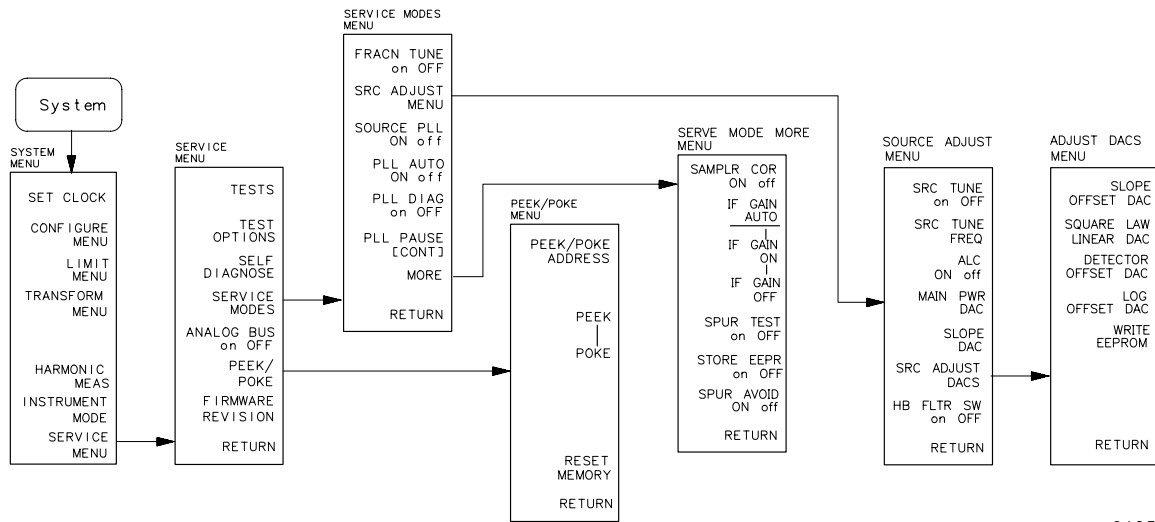 System
SYSTEM
MENU
SET CLOCK
CONFIGURE
MENU
LIMIT
MENU
TRANSFORM
MENU
HARMONIC
MEAS
INSTRUMENT
MODE
SERVICE
MENU
SERVICE
MENU
TESTS
TEST
OPTIONS
SELF
DIAGNOSE
SERVICE
MODES
ANALOG BUS
on OFF
PEEK/
POKE
FIRMWARE
REVISION
RETURN
SERVICE MODES
MENU
FRACN TUNE
on OFF
SRC ADJUST
MENU
SOURCE PLL
ON off
PLL AUTO
ON off
PLL DIAG
on OFF
PLL PAUSE
[CONT]
MORE
RETURN
PEEK/POKE
MENU
PEEK/POKE
ADDRESS
PEEK
POKE
RESET
MEMORY
RETURN
SERVE MODE MORE
MENU
SAMPLR COR
ON off
IF GAIN
AUTO
IF GAIN
ON
IF GAIN
OFF
SPUR TEST
on OFF
STORE EEPR
on OFF
SPUR AVOID
ON off
RETURN
SOURCE ADJUST
MENU
SRC TUNE
on OFF
SRC TUNE
FREQ
ALC
ON off
MAIN PWR
DAC
SLOPE
DAC
SRC ADJUST
DACS
HB FLTR SW
on OFF
RETURN
ADJUST DACS
MENU
SLOPE
OFFSET DAC
SQUARE LAW
LINEAR DAC
DETECTOR
OFFSET DAC
LOG
OFFSET DAC
WRITE
EEPROM
RETURN